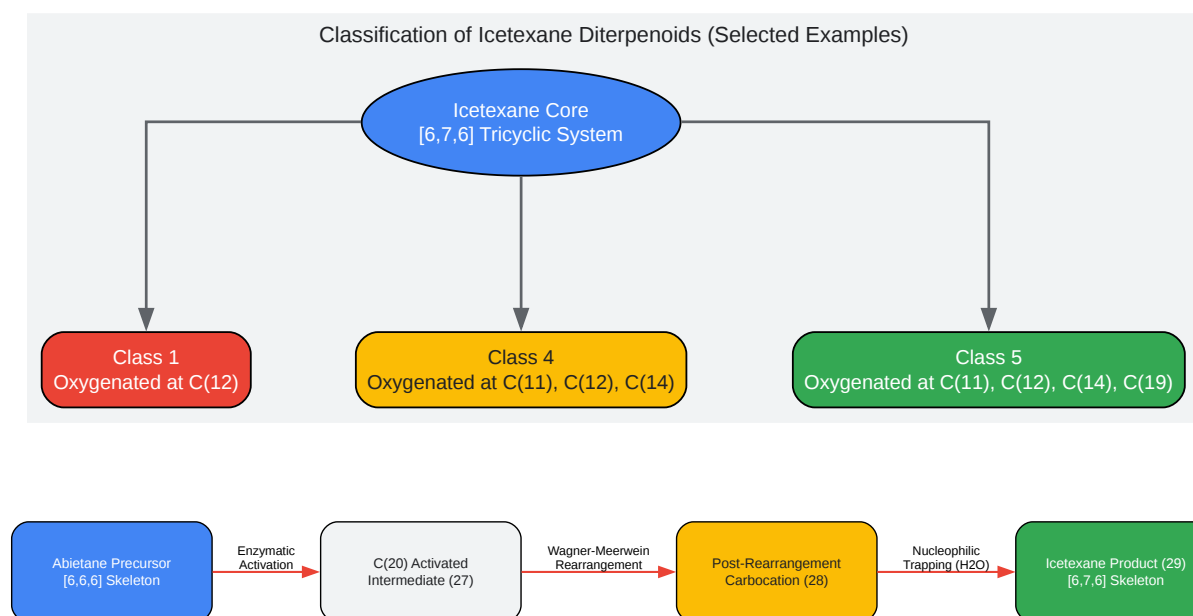 Classification of Icetexane Diterpenoids (Selected Examples)
Icetexane Core
[6,7,6] Tricyclic System
Class 1
Oxygenated at C(12)
Class 4
Oxygenated at C(11), C(12), C(14)
Class 5
Oxygenated at C(11), C(12), C(14), C(19)
Abietane Precursor
[6,6,6] Skeleton
Enzymatic
Activation
C(20) Activated
Intermediate (27)
Wagner-Meerwein
Rearrangement
Post-Rearrangement
Carbocation (28)
Nucleophilic
Trapping (H2O)
Icetexane Product (29)
[6,7,6] Skeleton